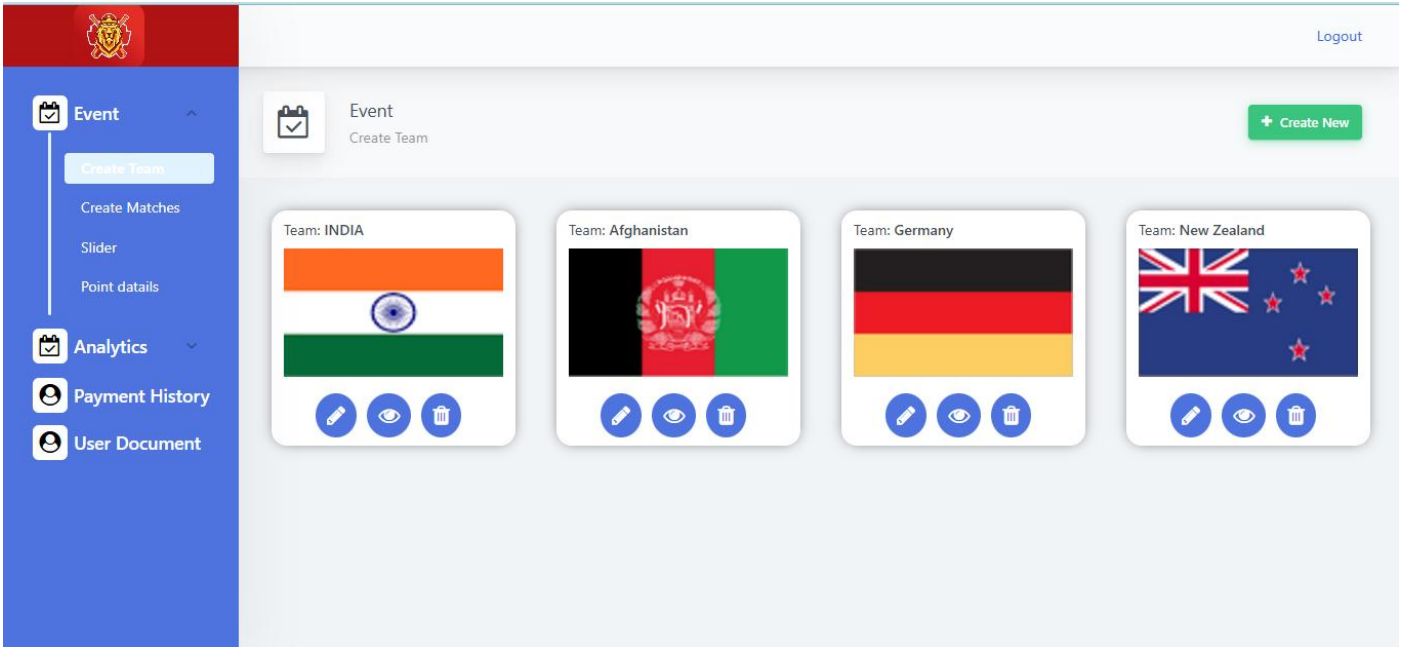 Logout
Event
Create Team
Create Matches
Slider
Point datails
Analytics
Payment History
User Document
Event
Create Team
+ Create New
Team: INDIA
Team: Afghanistan
Team: Germany
Team: New Zealand